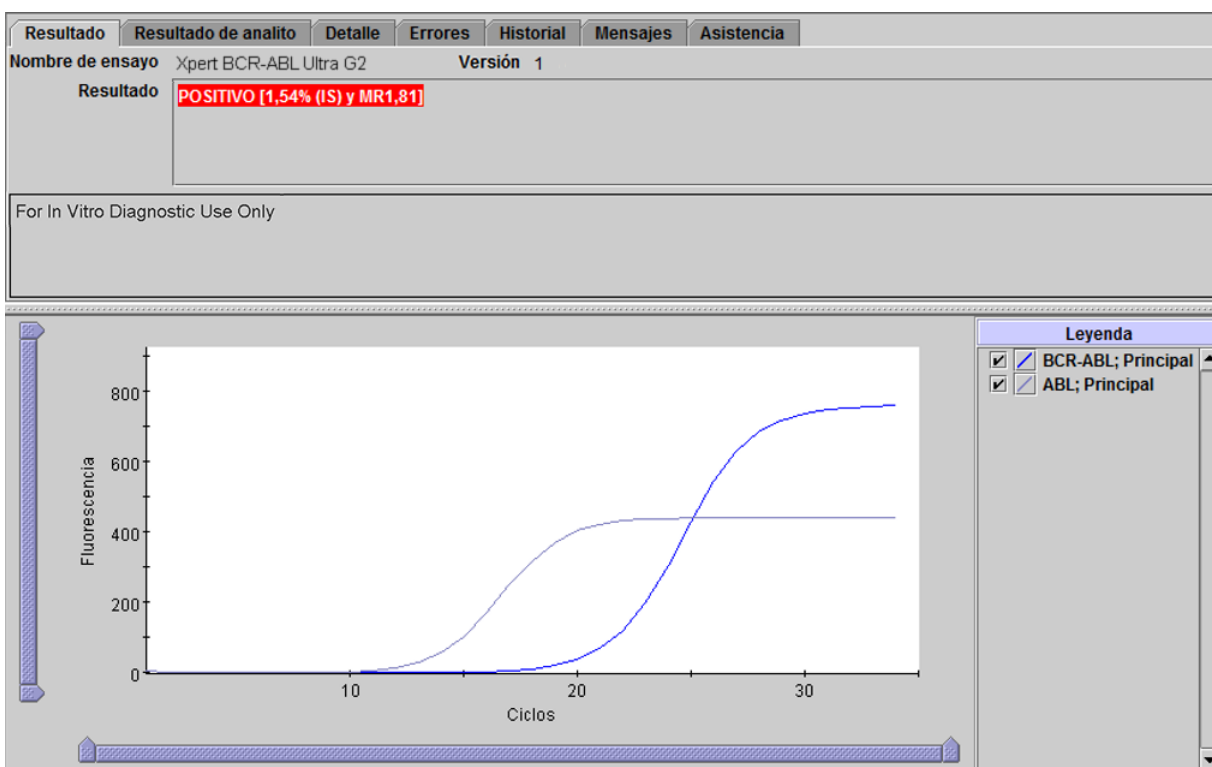 Resultado Resultado de analito Detalle Errores Historial Mensajes Asistencia
Nombre de ensayo Xpert BCR-ABL Ultra G2 Versión 1
Resultado POSITIVO [1,54% (IS) y MR1,81]
For In Vitro Diagnostic Use Only
Leyenda
BCR-ABL; Principal
ABL; Principal
800
600
400
200
0
Fluorescencia
10 20 30
Ciclos